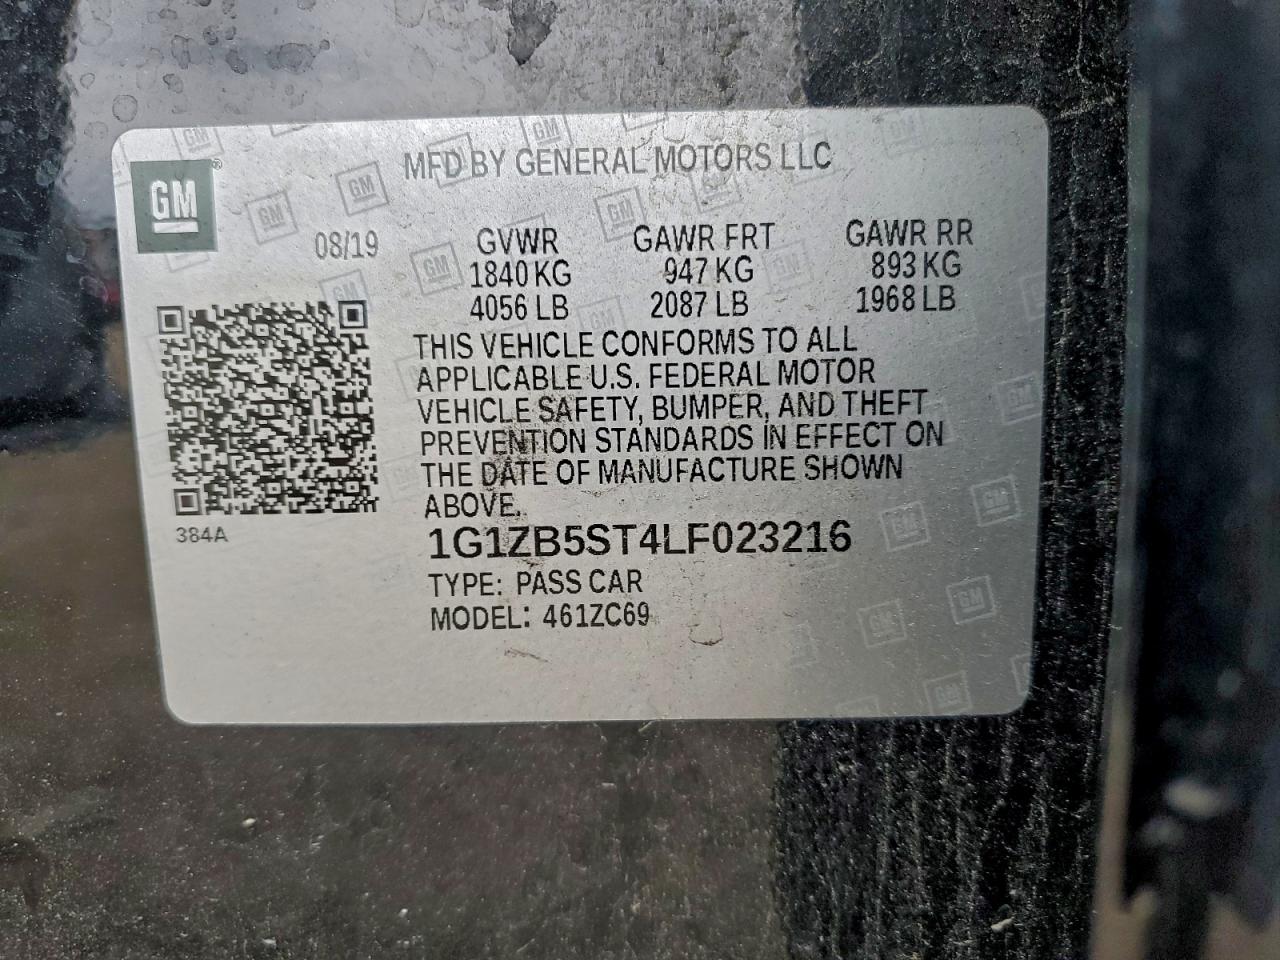 MFD BY GENERAL MOTORS LLC
GM
08/19
GVWR GAWR FRT GAWR RR
1840 KG 947 KG 893 KG
4056 LB 2087 LB 1968 LB
THIS VEHICLE CONFORMS TO ALL
APPLICABLE U.S. FEDERAL MOTOR
VEHICLE SAFETY, BUMPER, AND THEFT
PREVENTION STANDARDS IN EFFECT ON
THE DATE OF MANUFACTURE SHOWN
ABOVE.
384A
1G1ZB5ST4LF023216
TYPE: PASS CAR
MODEL: 461ZC69